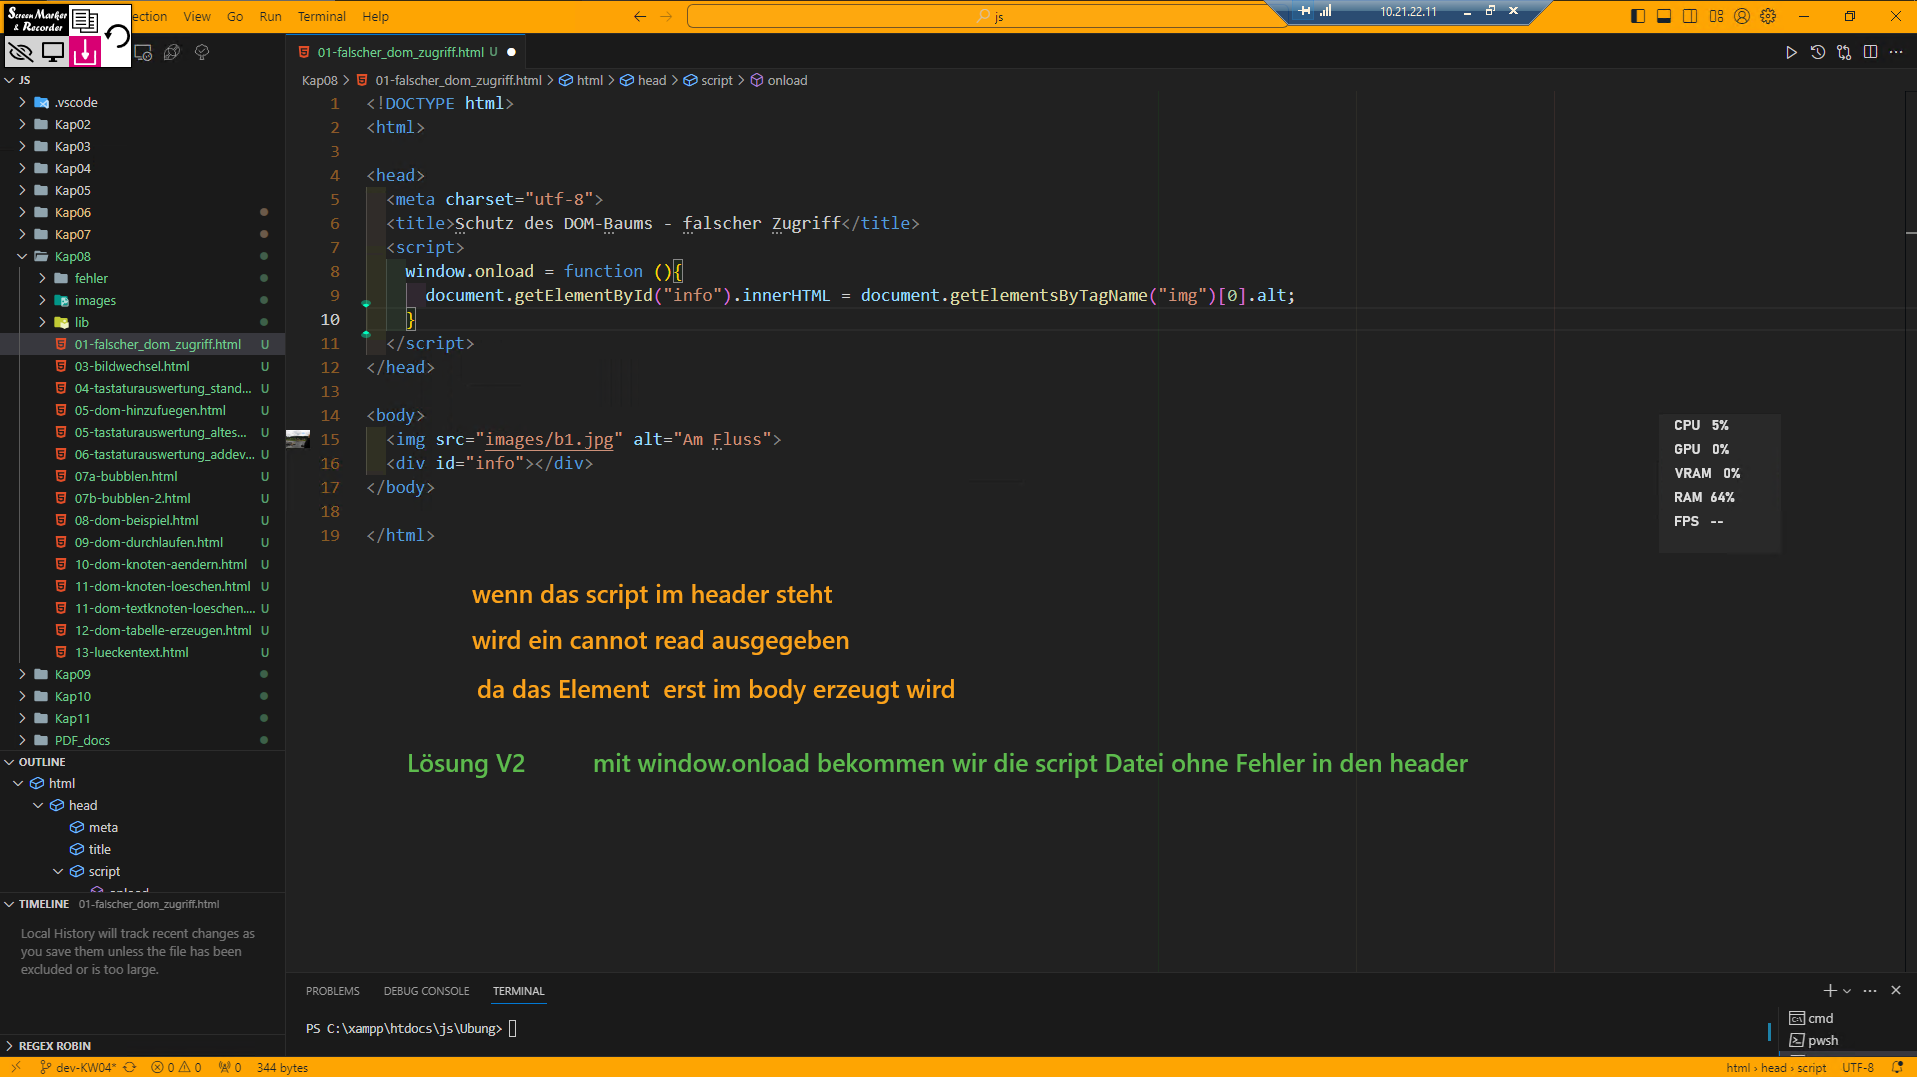 Screen Marker & Recorder
ection View Go Run Terminal Help
js
10.21.22.11
JS
.vscode
Kap02
Kap03
Kap04
Kap05
Kap06
Kap07
Kap08
fehler
images
lib
01-falscher_dom_zugriff.html U
03-bildwechsel.html U
04-tastaturauswertung_stand... U
05-dom-hinzufuegen.html U
05-tastaturauswertung_altes... U
06-tastaturauswertung_addev... U
07a-bubblen.html U
07b-bubblen-2.html U
08-dom-beispiel.html U
09-dom-durchlaufen.html U
10-dom-knoten-aendern.html U
11-dom-knoten-loeschen.html U
11-dom-textknoten-loeschen.... U
12-dom-tabelle-erzeugen.html U
13-lueckentext.html U
Kap09
Kap10
Kap11
PDF_docs
OUTLINE
html
head
meta
title
script
onload
TIMELINE 01-falscher_dom_zugriff.html
Local History will track recent changes as
you save them unless the file has been
excluded or is too large.
REGEX ROBIN
01-falscher_dom_zugriff.html U
Kap08 > 01-falscher_dom_zugriff.html > html > head > script > onload
1 <!DOCTYPE html>
2 <html>
3
4 <head>
5 <meta charset="utf-8">
6 <title>Schutz des DOM-Baums - falscher Zugriff</title>
7 <script>
8 window.onload = function (){
9 document.getElementById("info").innerHTML = document.getElementsByTagName("img")[0].alt;
10 }
11 </script>
12 </head>
13
14 <body>
15 <img src="images/b1.jpg" alt="Am Fluss">
16 <div id="info"></div>
17 </body>
18
19 </html>
CPU 5%
GPU 0%
VRAM 0%
RAM 64%
FPS --
wenn das script im header steht
wird ein cannot read ausgegeben
da das Element erst im body erzeugt wird
Lösung V2 mit window.onload bekommen wir die script Datei ohne Fehler in den header
PROBLEMS DEBUG CONSOLE TERMINAL
PS C:\xampp\htdocs\js\Ubung>
cmd
pwsh
dev-KW04* 0 0 0 344 bytes
html > head > script UTF-8